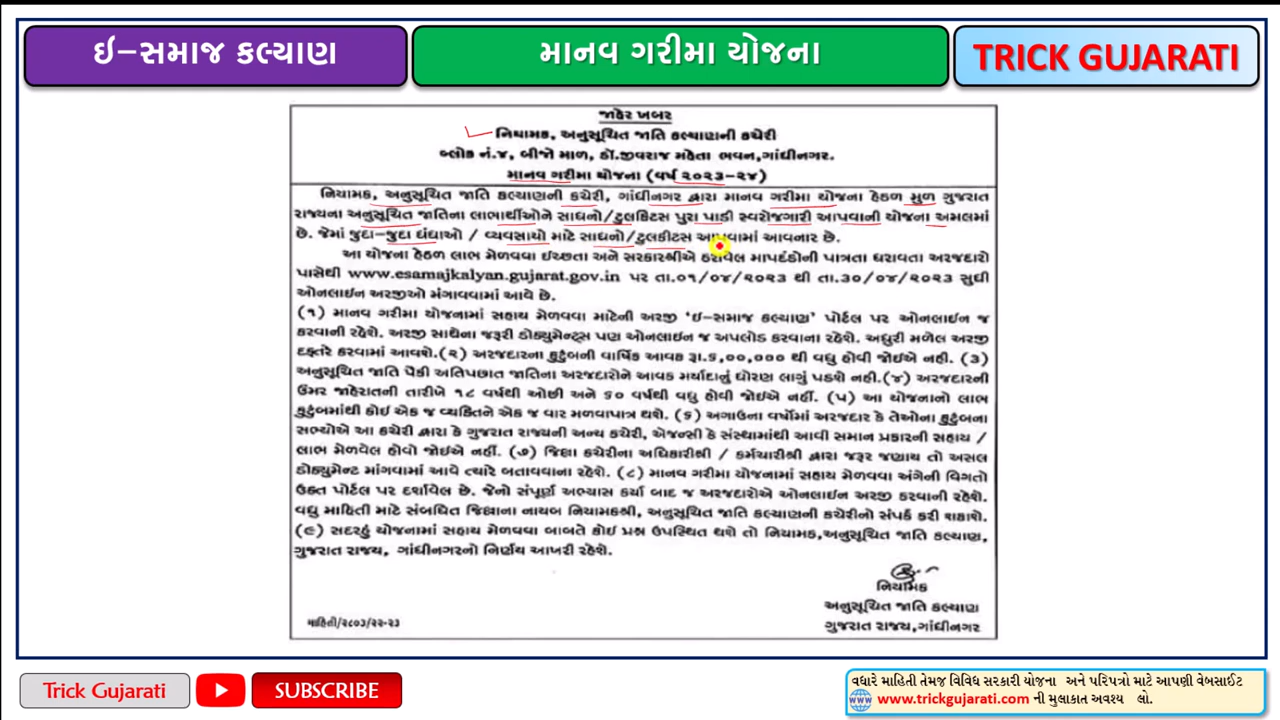 ઈ-સમાજ કલ્યાણ
માનવ ગરીમા યોજના
TRICK GUJARATI
જાહેર ખબર
નિયામક, અનુસૂચિત જાતિ કલ્યાણની કચેરી
બ્લોક નં.૪, બીજો માળ, ડૉ.જીવરાજ મહેતા ભવન,ગાંધીનગર.
માનવ ગરીમા યોજના (વર્ષ ૨૦૨૩-૨૪)
નિયામક, અનુસૂચિત જાતિ કલ્યાણની કચેરી, ગાંધીનગર દ્વારા માનવ ગરીમા યોજના હેઠળ મુળ ગુજરાત
રાજ્યના અનુસૂચિત જાતિના લાભાર્થીઓને સાધનો/ટુલકિટસ પુરા પાડી સ્વરોજગારી આપવાની યોજના અમલમાં
છે. જેમાં જુદા-જુદા ધંધાઓ / વ્યવસાયો માટે સાધનો/ટુલકીટસ આપવામાં આવનાર છે.
આ યોજના હેઠળ લાભ મેળવવા ઈચ્છતા અને સરકારશ્રીએ ઠરાવેલ માપદંડોની પાત્રતા ધરાવતા અરજદારો
પાસેથી www.esamajkalyan.gujarat.gov.in પર તા.૦૧/૦૪/૨૦૨૩ થી તા.૩૦/૦૪/૨૦૨૩ સુધી
ઓનલાઈન અરજીઓ મંગાવવામાં આવે છે.
(૧) માનવ ગરીમા યોજનામાં સહાય મેળવવા માટેની અરજી ‘ઈ-સમાજ કલ્યાણ’ પોર્ટલ પર ઓનલાઈન જ
કરવાની રહેશે. અરજી સાથેના જરૂરી ડોક્યુમેન્ટ્સ પણ ઓનલાઈન જ અપલોડ કરવાના રહેશે. અધુરી મળેલ અરજી
દફતરે કરવામાં આવશે.(૨) અરજદારના કુટુંબની વાર્ષિક આવક રૂા.૬,૦૦,૦૦૦ થી વધુ હોવી જોઈએ નહી. (૩)
અનુસૂચિત જાતિ પૈકી અતિપછાત જાતિના અરજદારોને આવક મર્યાદાનું ધોરણ લાગું પડશે નહી.(૪) અરજદારની
ઉંમર જાહેરાતની તારીખે ૧૮ વર્ષથી ઓછી અને ૬૦ વર્ષથી વધુ હોવી જોઈએ નહીં. (૫) આ યોજનાનો લાભ
કુટુંબમાંથી કોઈ એક જ વ્યક્તિને એક જ વાર મળવાપાત્ર થશે. (૬) અગાઉના વર્ષોમાં અરજદાર કે તેઓના કુટુંબના
સભ્યોએ આ કચેરી દ્વારા કે ગુજરાત રાજ્યની અન્ય કચેરી, એજન્સી કે સંસ્થામાંથી આવી સમાન પ્રકારની સહાય /
લાભ મેળવેલ હોવો જોઈએ નહીં. (૭) જિલ્લા કચેરીના અધિકારીશ્રી / કર્મચારીશ્રી દ્વારા જરૂર જણાય તો અસલ
ડોક્યુમેન્ટ માંગવામાં આવે ત્યારે બતાવવાના રહેશે. (૮) માનવ ગરીમા યોજનામાં સહાય મેળવવા અંગેની વિગતો
ઉક્ત પોર્ટલ પર દર્શાવેલ છે. જેનો સંપૂર્ણ અભ્યાસ કર્યા બાદ જ અરજદારોએ ઓનલાઈન અરજી કરવાની રહેશે.
વધુ માહિતી માટે સંબધિત જિલ્લાના નાયબ નિયામકશ્રી, અનુસૂચિત જાતિ કલ્યાણની કચેરીનો સંપર્ક કરી શકાશે.
(૯) સદરહું યોજનામાં સહાય મેળવવા બાબતે કોઈ પ્રશ્ન ઉપસ્થિત થશે તો નિયામક,અનુસૂચિત જાતિ કલ્યાણ,
ગુજરાત રાજ્ય, ગાંધીનગરનો નિર્ણય આખરી રહેશે.
નિયામક
અનુસૂચિત જાતિ કલ્યાણ
ગુજરાત રાજ્ય,ગાંધીનગર
માહિતી/૨૮૦૩/૨૨-૨૩
Trick Gujarati
SUBSCRIBE
વધારે માહિતી તેમજ વિવિધ સરકારી યોજના અને પરિપત્રો માટે આપણી વેબસાઈટ
www.trickgujarati.com ની મુલાકાત અવશ્ય લો.